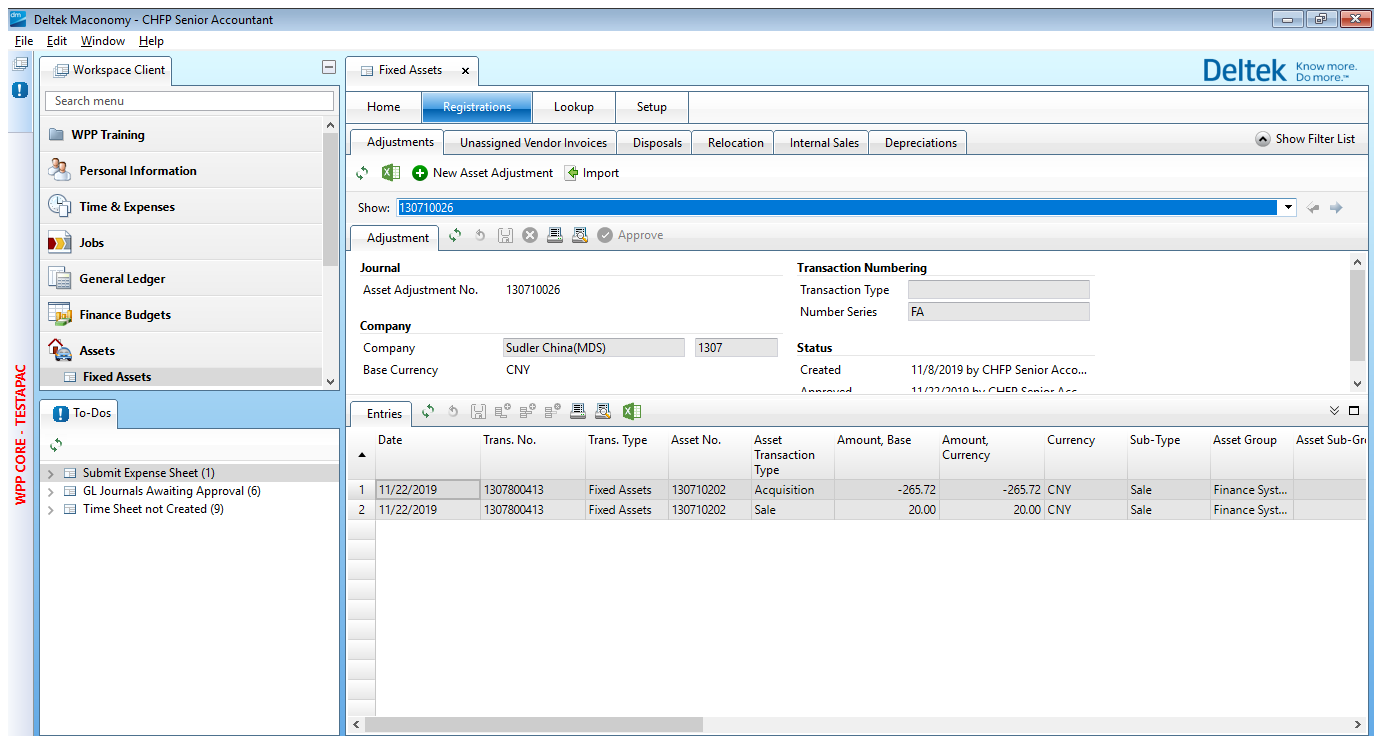 Deltek Maconomy - CHFP Senior Accountant
File Edit Window Help
Workspace Client
Fixed Assets x
Deltek Know more.
Do more.™
Search menu
Home Registrations Lookup Setup
WPP Training
Adjustments Unassigned Vendor Invoices Disposals Relocation Internal Sales Depreciations Show Filter List
Personal Information
New Asset Adjustment Import
Time & Expenses
Show: 130710026
Jobs
Adjustment Approve
General Ledger
Journal Transaction Numbering
Asset Adjustment No. 130710026 Transaction Type
Finance Budgets
Number Series FA
Company
Assets
Company Sudler China(MDS) 1307 Status
Fixed Assets
Base Currency CNY Created 11/8/2019 by CHFP Senior Acco...
Approved 11/22/2019 by CHFP Senior Acc...
WPP CORE - TESTAPAC
To-Dos
Entries
Date Trans. No. Trans. Type Asset No. Asset Transaction Type Amount, Base Amount, Currency Currency Sub-Type Asset Group Asset Sub-Gr
Submit Expense Sheet (1)
GL Journals Awaiting Approval (6)
Time Sheet not Created (9)
1 11/22/2019 1307800413 Fixed Assets 130710202 Acquisition -265.72 -265.72 CNY Sale Finance Syst...
2 11/22/2019 1307800413 Fixed Assets 130710202 Sale 20.00 20.00 CNY Sale Finance Syst...